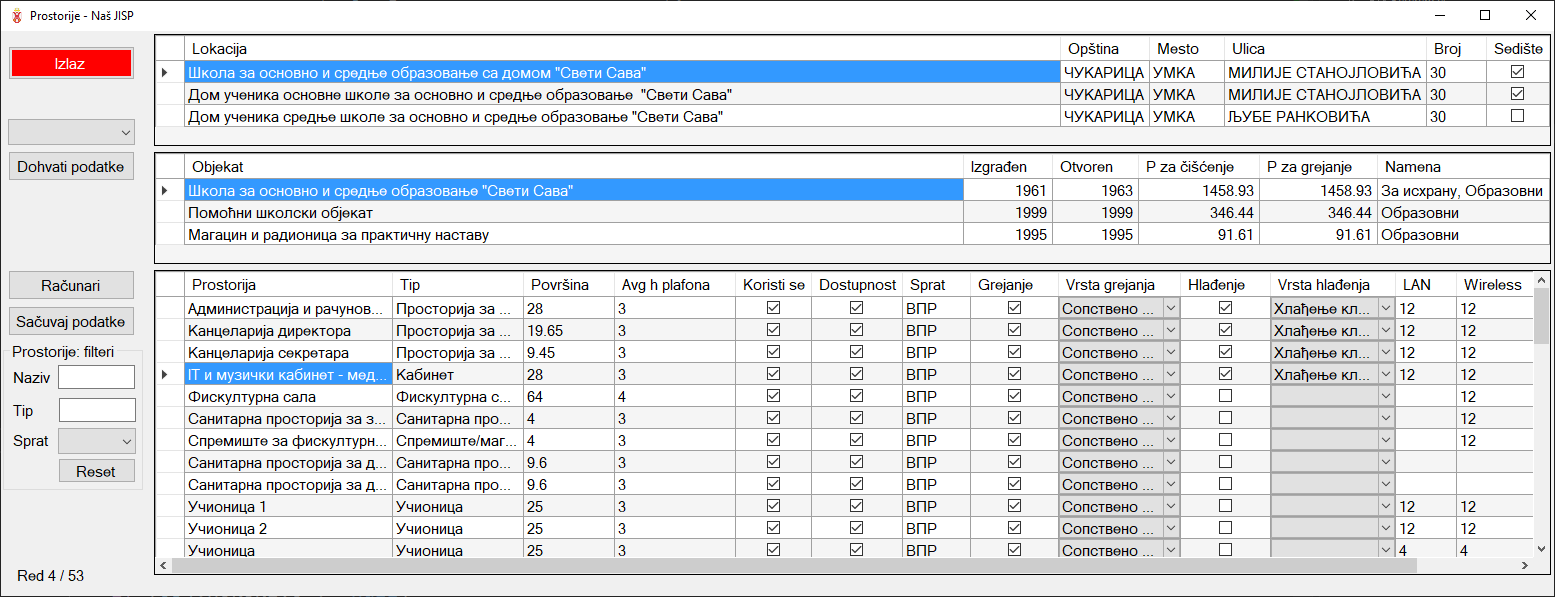 Prostorije - Naš JISP
Izlaz
Dohvati podatke
Računari
Sačuvaj podatke
Prostorije: filteri
Naziv
Tip
Sprat
Reset
Red 4 / 53
Lokacija Opština Mesto Ulica Broj Sedište
Школа за основно и средње образовање са домом "Свети Сава" ЧУКАРИЦА УМКА МИЛИЈЕ СТАНОЈЛОВИЋА 30
Дом ученика основне школе за основно и средње образовање "Свети Сава" ЧУКАРИЦА УМКА МИЛИЈЕ СТАНОЈЛОВИЋА 30
Дом ученика средње школе за основно и средње образовање "Свети Сава" ЧУКАРИЦА УМКА ЉУБЕ РАНКОВИЋА 30
Objekat Izgrađen Otvoren P za čišćenje P za grejanje Namena
Школа за основно и средње образовање "Свети Сава" 1961 1963 1458.93 1458.93 За исхрану, Образовни
Помоћни школски објекат 1999 1999 346.44 346.44 Образовни
Магацин и радионица за практичну наставу 1995 1995 91.61 91.61 Образовни
Prostorija Tip Površina Avg h plafona Koristi se Dostupnost Sprat Grejanje Vrsta grejanja Hlađenje Vrsta hlađenja LAN Wireless
Администрација и рачунов... Просторија за ... 28 3 ВПР Сопствено ... Хлађење кл... 12 12
Канцеларија директора Просторија за ... 19.65 3 ВПР Сопствено ... Хлађење кл... 12 12
Канцеларија секретара Просторија за ... 9.45 3 ВПР Сопствено ... Хлађење кл... 12 12
IT и музички кабинет - мед... Кабинет 28 3 ВПР Сопствено ... Хлађење кл... 12 12
Фискултурна сала Фискултурна с... 64 4 ВПР Сопствено ... 12
Санитарна просторија за з... Санитарна про... 4 3 ВПР Сопствено ... 12
Спремиште за фискултурн... Спремиште/маг... 4 3 ВПР Сопствено ... 12
Санитарна просторија за д... Санитарна про... 9.6 3 ВПР Сопствено ...
Санитарна просторија за д... Санитарна про... 9.6 3 ВПР Сопствено ...
Учионица 1 Учионица 25 3 ВПР Сопствено ... 12 12
Учионица 2 Учионица 25 3 ВПР Сопствено ... 12 12
Учионица Учионица 25 3 ВПР Сопствено ... 4 4